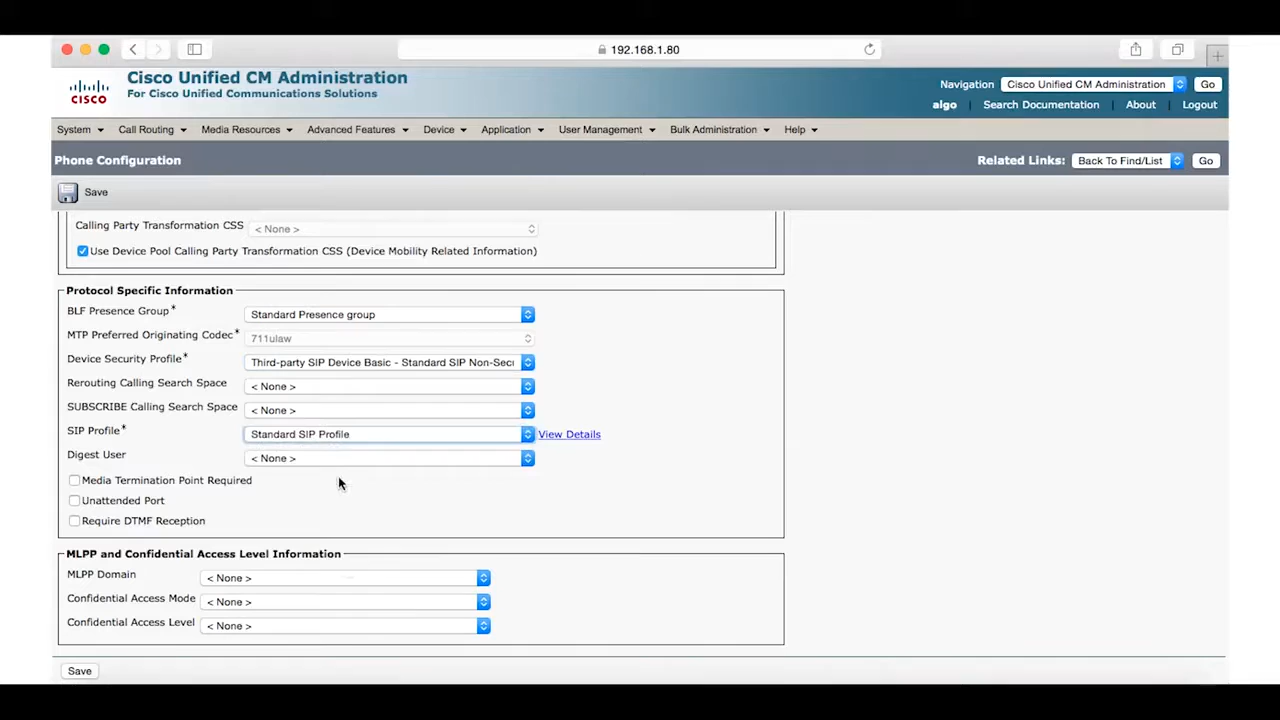 192.168.1.80
CISCO
Cisco Unified CM Administration
For Cisco Unified Communications Solutions
Navigation Cisco Unified CM Administration Go
algo | Search Documentation | About | Logout
System Call Routing Media Resources Advanced Features Device Application User Management Bulk Administration Help
Phone Configuration
Related Links: Back To Find/List Go
Save
Calling Party Transformation CSS < None >
Use Device Pool Calling Party Transformation CSS (Device Mobility Related Information)
Protocol Specific Information
BLF Presence Group* Standard Presence group
MTP Preferred Originating Codec* 711ulaw
Device Security Profile* Third-party SIP Device Basic - Standard SIP Non-Sec
Rerouting Calling Search Space < None >
SUBSCRIBE Calling Search Space < None >
SIP Profile* Standard SIP Profile View Details
Digest User < None >
Media Termination Point Required
Unattended Port
Require DTMF Reception
MLPP and Confidential Access Level Information
MLPP Domain < None >
Confidential Access Mode < None >
Confidential Access Level < None >
Save